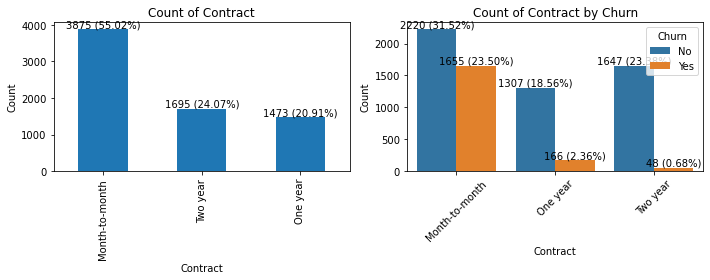 Count of Contract
3875 (55.02%)
1695 (24.07%)
1473 (20.91%)
4000
3000
2000
1000
0
Count
Month-to-month
Two year
One year
Contract
Count of Contract by Churn
2220 (31.52%)
1655 (23.50%)
1307 (18.56%)
166 (2.36%)
1647 (23.38%)
48 (0.68%)
Churn
No
Yes
2000
1500
1000
500
0
Count
Month-to-month
One year
Two year
Contract